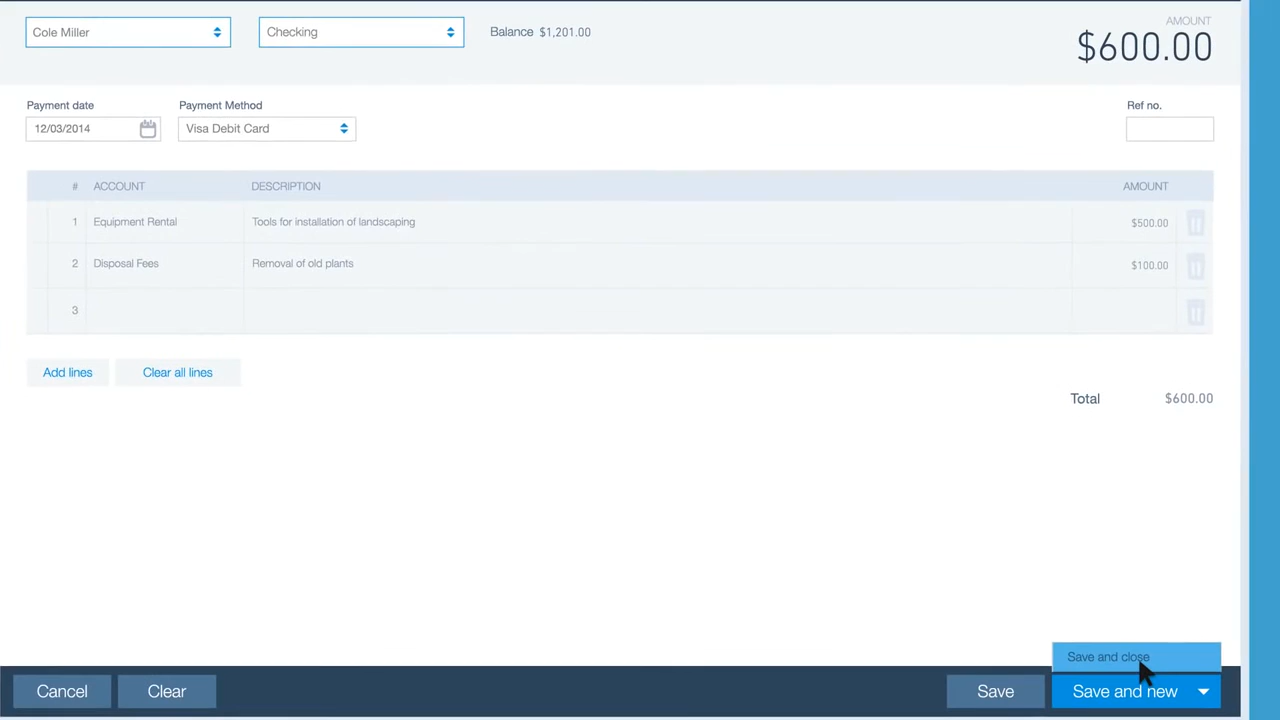 AMOUNT
Cole Miller Checking Balance $1,201.00 $600.00
Payment date Payment Method Ref no.
12/03/2014 Visa Debit Card
# ACCOUNT DESCRIPTION AMOUNT
1 Equipment Rental Tools for installation of landscaping $500.00
2 Disposal Fees Removal of old plants $100.00
3
Add lines Clear all lines
Total $600.00
Save and close
Cancel Clear Save Save and new